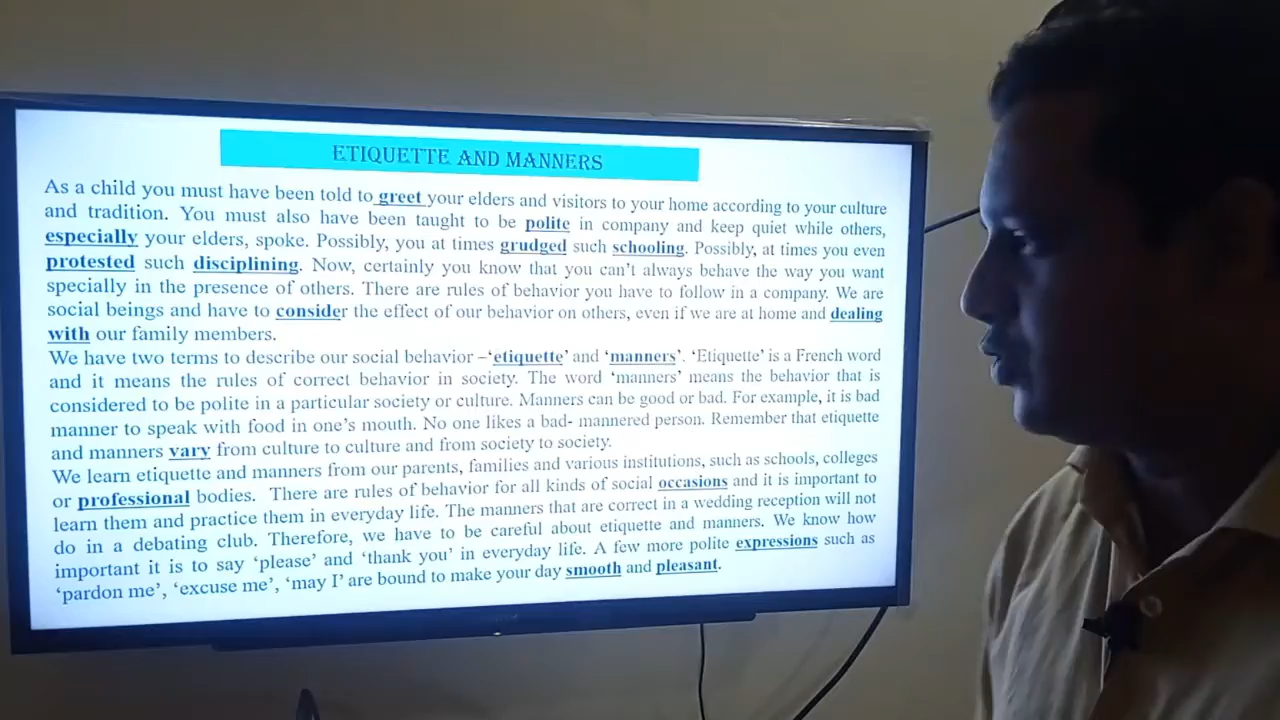 ETIQUETTE AND MANNERS
As a child you must have been told to greet your elders and visitors to your home according to your culture
and tradition. You must also have been taught to be polite in company and keep quiet while others,
especially your elders, spoke. Possibly, you at times grudged such schooling. Possibly, at times you even
protested such disciplining. Now, certainly you know that you can't always behave the way you want
specially in the presence of others. There are rules of behavior you have to follow in a company. We are
social beings and have to consider the effect of our behavior on others, even if we are at home and dealing
with our family members.
We have two terms to describe our social behavior –‘etiquette’ and ‘manners’. ‘Etiquette’ is a French word
and it means the rules of correct behavior in society. The word ‘manners’ means the behavior that is
considered to be polite in a particular society or culture. Manners can be good or bad. For example, it is bad
manner to speak with food in one’s mouth. No one likes a bad- mannered person. Remember that etiquette
and manners vary from culture to culture and from society to society.
We learn etiquette and manners from our parents, families and various institutions, such as schools, colleges
or professional bodies. There are rules of behavior for all kinds of social occasions and it is important to
learn them and practice them in everyday life. The manners that are correct in a wedding reception will not
do in a debating club. Therefore, we have to be careful about etiquette and manners. We know how
important it is to say ‘please’ and ‘thank you’ in everyday life. A few more polite expressions such as
‘pardon me’, ‘excuse me’, ‘may I’ are bound to make your day smooth and pleasant.